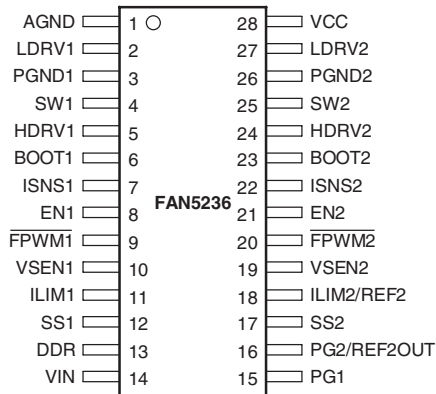 AGND 1 28 VCC
LDRV1 2 27 LDRV2
PGND1 3 26 PGND2
SW1 4 25 SW2
HDRV1 5 24 HDRV2
BOOT1 6 23 BOOT2
ISNS1 7 22 ISNS2
EN1 8 FAN5236 21 EN2
FPWM1 9 20 FPWM2
VSEN1 10 19 VSEN2
ILIM1 11 18 ILIM2/REF2
SS1 12 17 SS2
DDR 13 16 PG2/REF2OUT
VIN 14 15 PG1